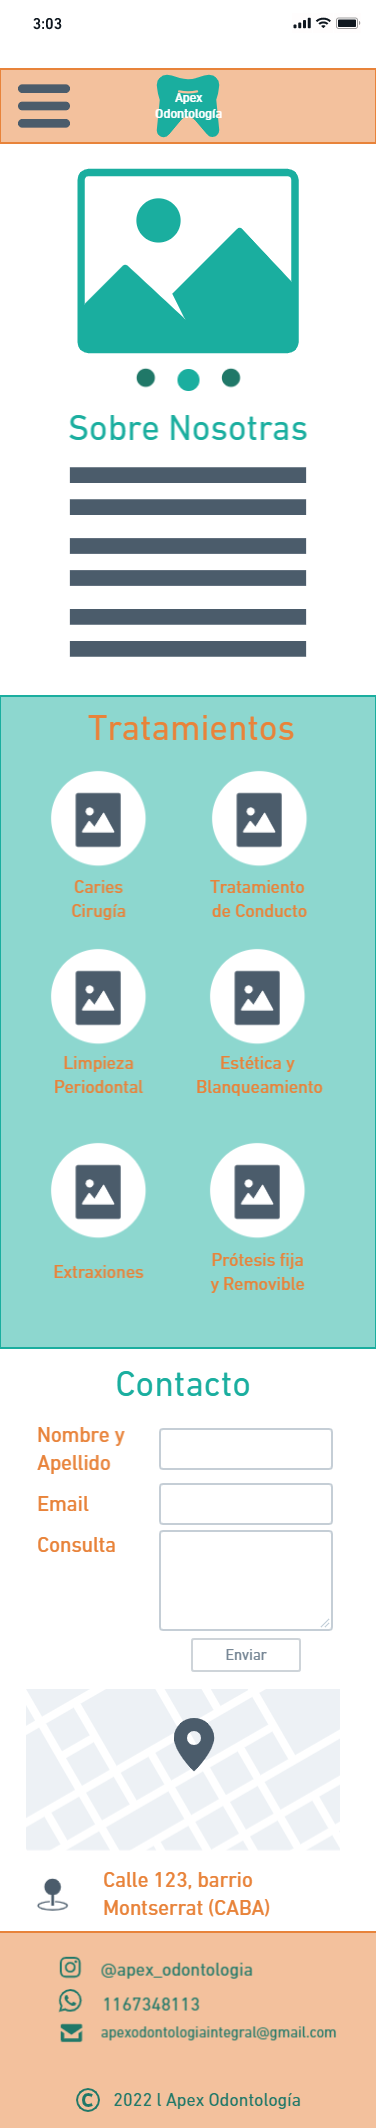 3:03
Apex
Odontología
Sobre Nosotras
Tratamientos
Caries
Cirugía
Tratamiento
de Conducto
Limpieza
Periodontal
Estética y
Blanqueamiento
Extraxiones
Prótesis fija
y Removible
Contacto
Nombre y
Apellido
Email
Consulta
Enviar
Calle 123, barrio
Montserrat (CABA)
@apex_odontologia
1167348113
apexodontologiaintegral@gmail.com
© 2022 l Apex Odontología